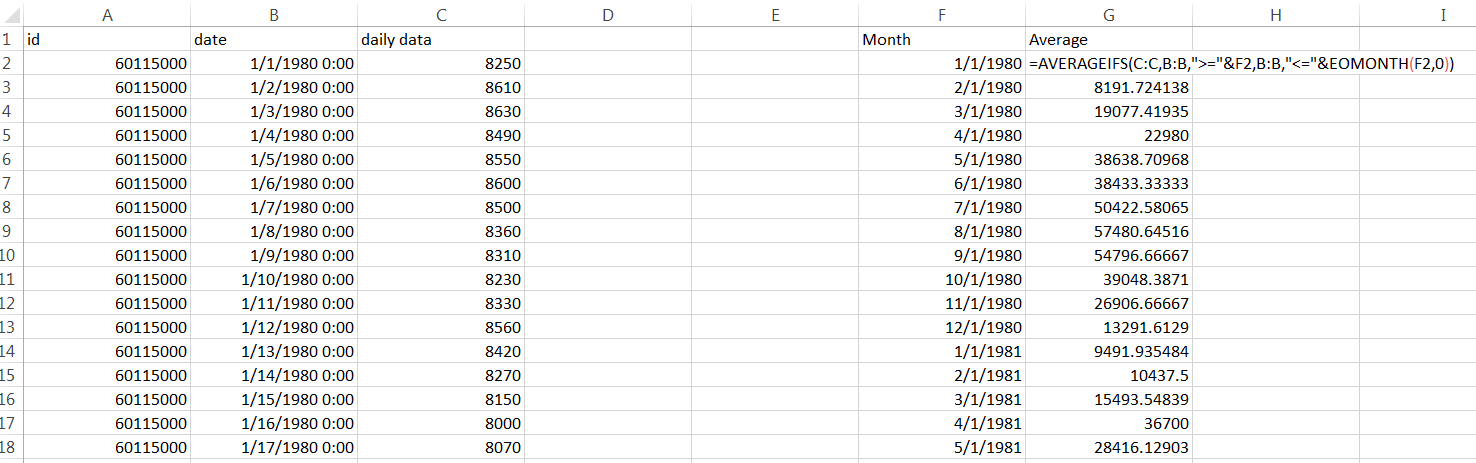 A B C D E F G H I
1 id date daily data Month Average
2 60115000 1/1/1980 0:00 8250 1/1/1980 =AVERAGEIFS(C:C,B:B,">="&F2,B:B,"<="&EOMONTH(F2,0))
3 60115000 1/2/1980 0:00 8610 2/1/1980 8191.724138
4 60115000 1/3/1980 0:00 8630 3/1/1980 19077.41935
5 60115000 1/4/1980 0:00 8490 4/1/1980 22980
6 60115000 1/5/1980 0:00 8550 5/1/1980 38638.70968
7 60115000 1/6/1980 0:00 8600 6/1/1980 38433.33333
8 60115000 1/7/1980 0:00 8500 7/1/1980 50422.58065
9 60115000 1/8/1980 0:00 8360 8/1/1980 57480.64516
10 60115000 1/9/1980 0:00 8310 9/1/1980 54796.66667
11 60115000 1/10/1980 0:00 8230 10/1/1980 39048.3871
12 60115000 1/11/1980 0:00 8330 11/1/1980 26906.66667
13 60115000 1/12/1980 0:00 8560 12/1/1980 13291.6129
14 60115000 1/13/1980 0:00 8420 1/1/1981 9491.935484
15 60115000 1/14/1980 0:00 8270 2/1/1981 10437.5
16 60115000 1/15/1980 0:00 8150 3/1/1981 15493.54839
17 60115000 1/16/1980 0:00 8000 4/1/1981 36700
18 60115000 1/17/1980 0:00 8070 5/1/1981 28416.12903